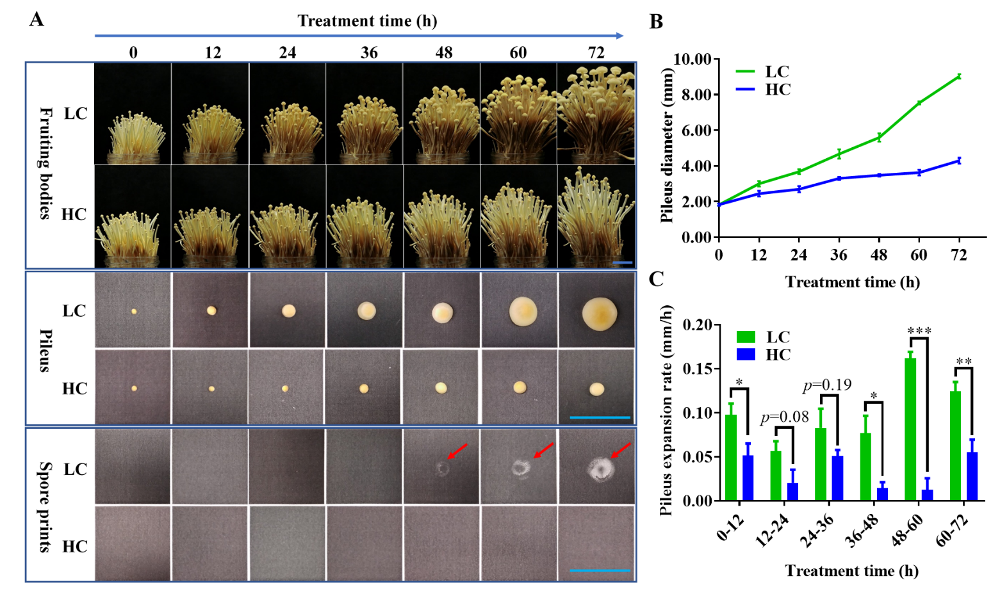 A
Treatment time (h)
0 12 24 36 48 60 72
Fruiting bodies
LC
HC
Pileus
LC
HC
Spore prints
LC
HC
B
Pileus diameter (mm)
10.00
8.00
6.00
4.00
2.00
0.00
LC
HC
0 12 24 36 48 60 72
Treatment time (h)
C
Pileus expansion rate (mm/h)
0.20
0.15
0.10
0.05
0.00
LC
HC
*
p=0.08
p=0.19
*
***
**
0-12 12-24 24-36 36-48 48-60 60-72
Treatment time (h)